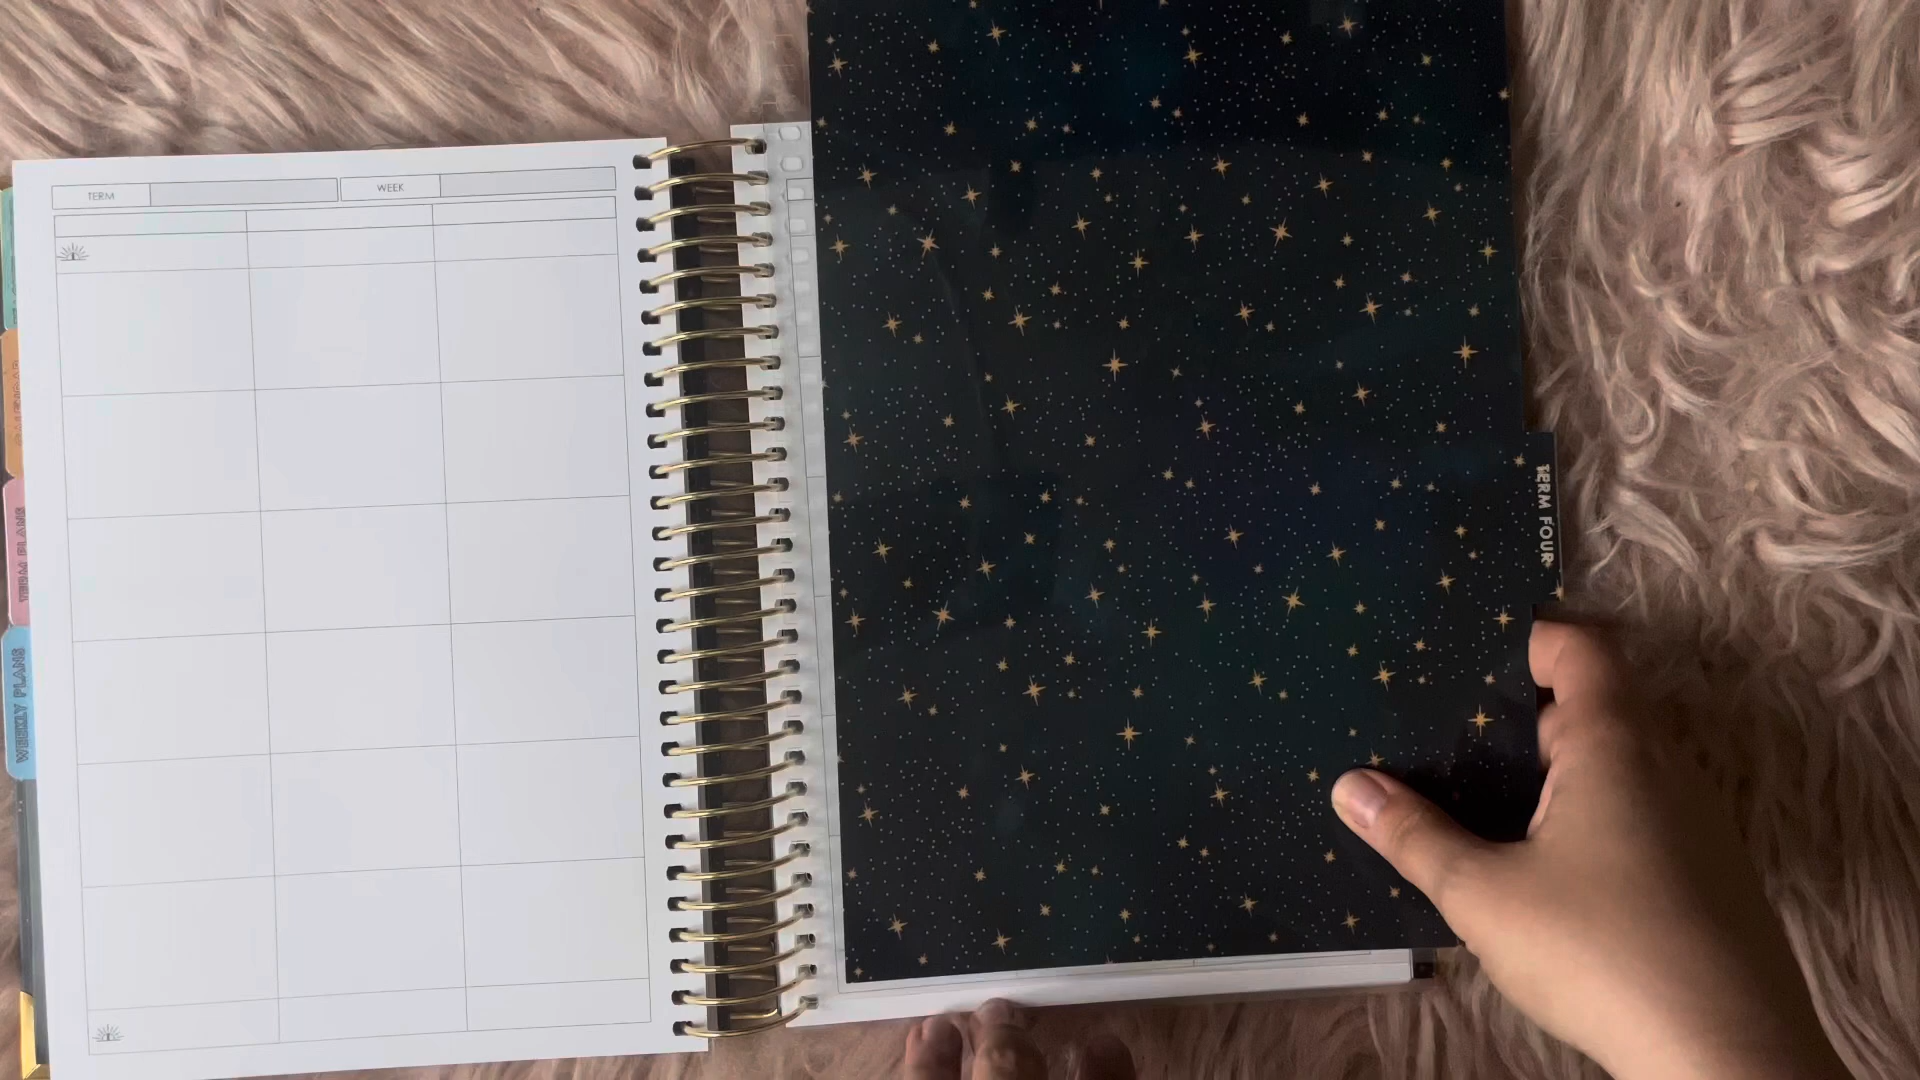 TERM
WEEK
TERM PLANS
WEEKLY PLANS
TERM FOUR